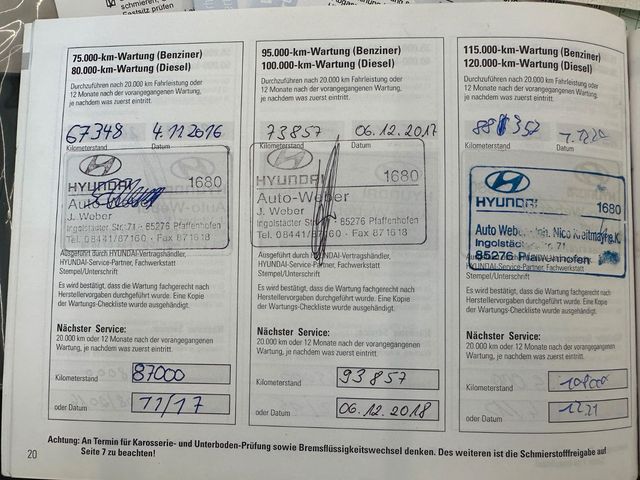 75.000-km-Wartung (Benziner)
80.000-km-Wartung (Diesel)
Durchzuführen nach 20.000 km Fahrleistung oder
12 Monate nach der vorangegangenen Wartung,
je nachdem was zuerst eintritt.
67348 4.11.2016
Kilometerstand Datum
HYUNDAI 1680
Auto-Weber
J. Weber
Ingolstädter Str. 71 · 85276 Pfaffenhofen
Tel. 08441/87160 · Fax 871618
Ausgeführt durch HYUNDAI-Vertragshändler,
HYUNDAI-Service-Partner, Fachwerkstatt
Stempel/Unterschrift
Es wird bestätigt, dass die Wartung fachgerecht nach
Herstellervorgaben durchgeführt wurde. Eine Kopie
der Wartungs-Checkliste wurde ausgehändigt.
Nächster Service:
20.000 km oder 12 Monate nach der vorangegangenen
Wartung, je nachdem was zuerst eintritt.
Kilometerstand 87000
oder Datum 11/17
95.000-km-Wartung (Benziner)
100.000-km-Wartung (Diesel)
Durchzuführen nach 20.000 km Fahrleistung oder
12 Monate nach der vorangegangenen Wartung,
je nachdem was zuerst eintritt.
73857 06.12.2017
Kilometerstand Datum
HYUNDAI 1680
Auto-Weber
J. Weber
Ingolstädter Str. 71 · 85276 Pfaffenhofen
Tel. 08441/87160 · Fax 871618
Ausgeführt durch HYUNDAI-Vertragshändler,
HYUNDAI-Service-Partner, Fachwerkstatt
Stempel/Unterschrift
Es wird bestätigt, dass die Wartung fachgerecht nach
Herstellervorgaben durchgeführt wurde. Eine Kopie
der Wartungs-Checkliste wurde ausgehändigt.
Nächster Service:
20.000 km oder 12 Monate nach der vorangegangenen
Wartung, je nachdem was zuerst eintritt.
Kilometerstand 93857
oder Datum 06.12.2018
115.000-km-Wartung (Benziner)
120.000-km-Wartung (Diesel)
Durchzuführen nach 20.000 km Fahrleistung oder
12 Monate nach der vorangegangenen Wartung,
je nachdem was zuerst eintritt.
Kilometerstand Datum
HYUNDAI 1680
Auto Weber - Inh. Nico Kreitmayr e.K.
Ingolstädter 71
85276 Pfaffenhofen
HYUNDAI-Service-Partner, Fachwerkstatt
Stempel/Unterschrift
Es wird bestätigt, dass die Wartung fachgerecht nach
Herstellervorgaben durchgeführt wurde. Eine Kopie
der Wartungs-Checkliste wurde ausgehändigt.
Nächster Service:
20.000 km oder 12 Monate nach der vorangegangenen
Wartung, je nachdem was zuerst eintritt.
Kilometerstand
oder Datum 12.21
Achtung: An Termin für Karosserie- und Unterboden-Prüfung sowie Bremsflüssigkeitswechsel denken. Des weiteren ist die Schmierstofffreigabe auf
Seite 7 zu beachten!
20